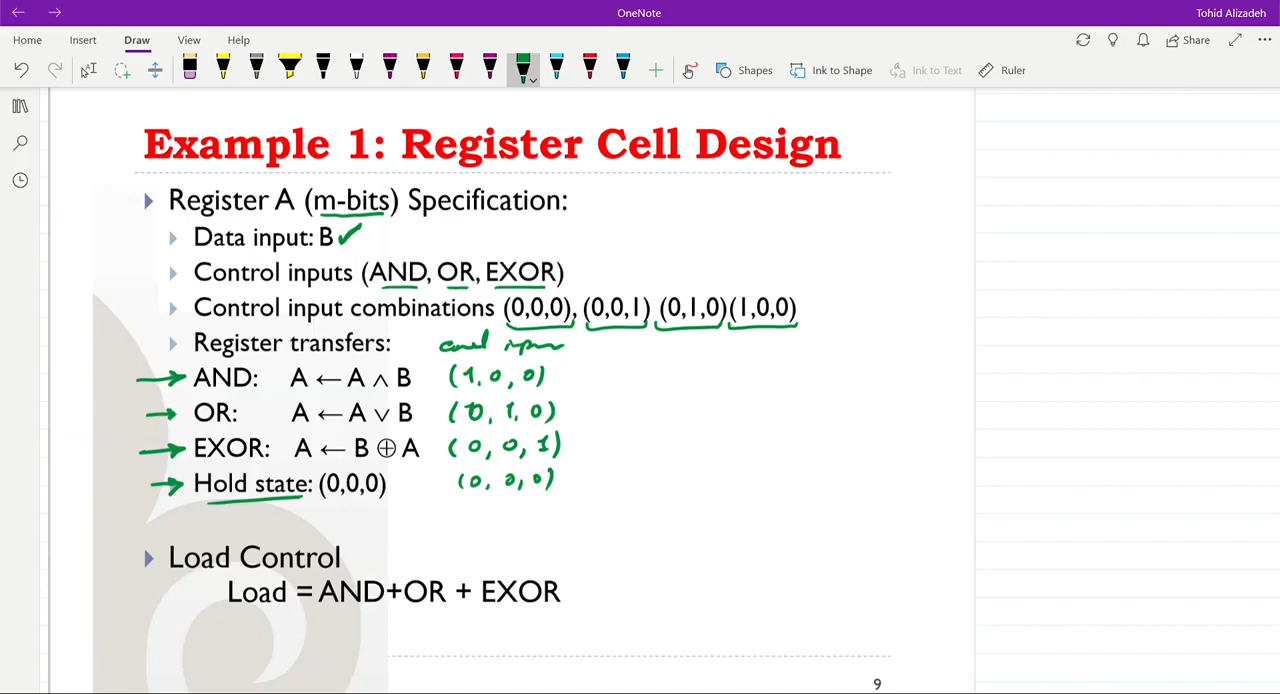 OneNote
Tohid Alizadeh
Home Insert Draw View Help
Share
Shapes Ink to Shape Ink to Text Ruler
Example 1: Register Cell Design
Register A (m-bits) Specification:
Data input: B
Control inputs (AND, OR, EXOR)
Control input combinations (0,0,0), (0,0,1) (0,1,0)(1,0,0)
Register transfers:
AND: A ← A ∧ B (1, 0, 0)
OR: A ← A ∨ B (0, 1, 0)
EXOR: A ← B ⊕ A (0, 0, 1)
Hold state: (0,0,0) (0, 0, 0)
Load Control
Load = AND+OR + EXOR
9